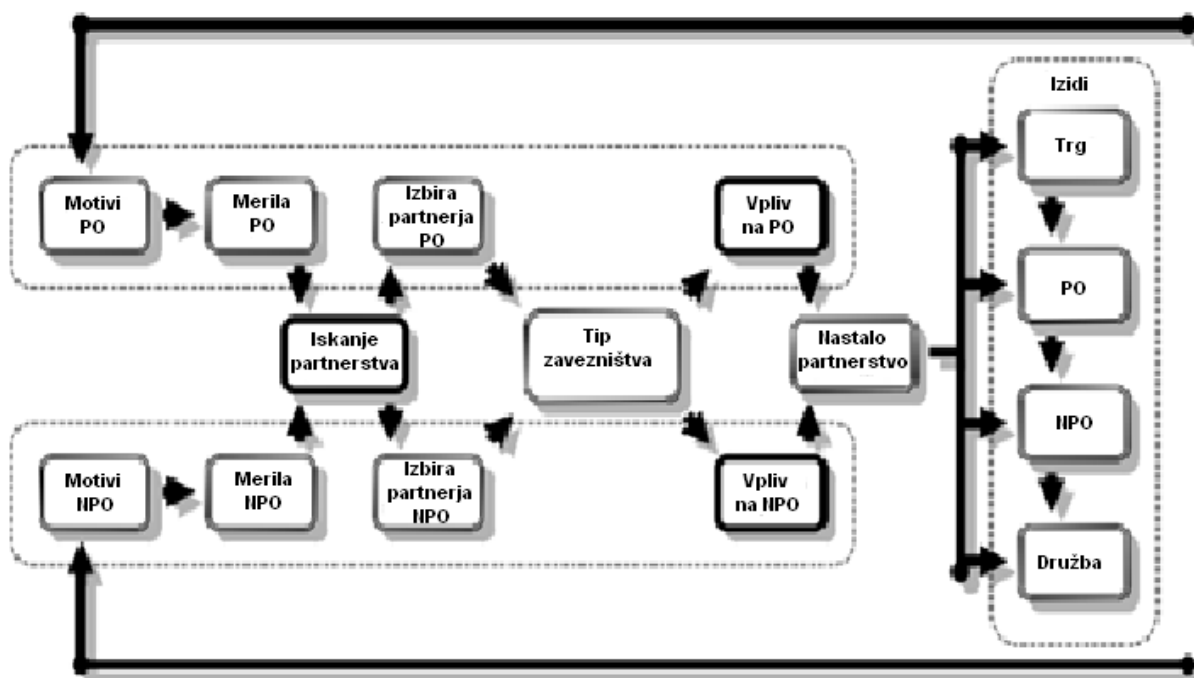 Izidi
Trg
Motivi
PO
Merila
PO
Izbira
partnerja
PO
Vpliv
na PO
PO
Iskanje
partnerstva
Tip
zavezništva
Nastalo
partnerstvo
NPO
Motivi
NPO
Merila
NPO
Izbira
partnerja
NPO
Vpliv
na NPO
Družba